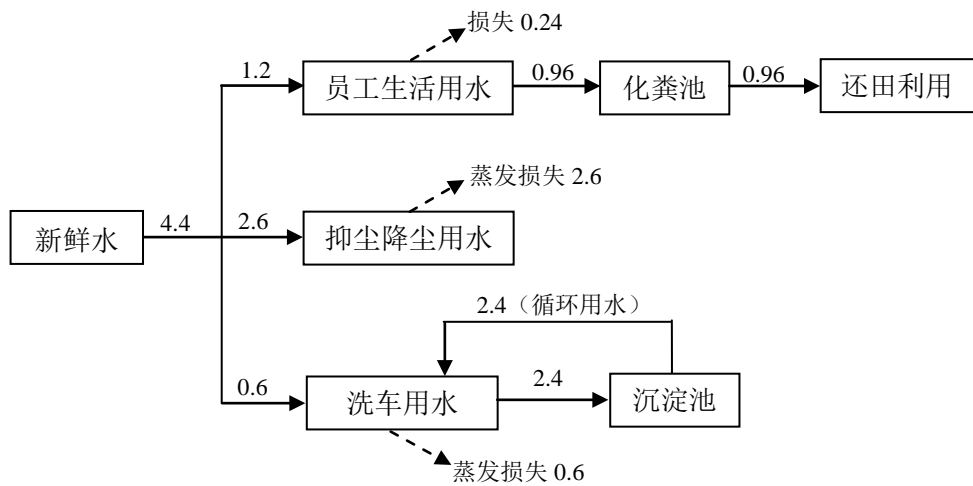 损失 0.24
1.2
员工生活用水
0.96
化粪池
0.96
还田利用
蒸发损失 2.6
新鲜水
4.4
2.6
抑尘降尘用水
2.4（循环用水）
0.6
洗车用水
2.4
沉淀池
蒸发损失 0.6